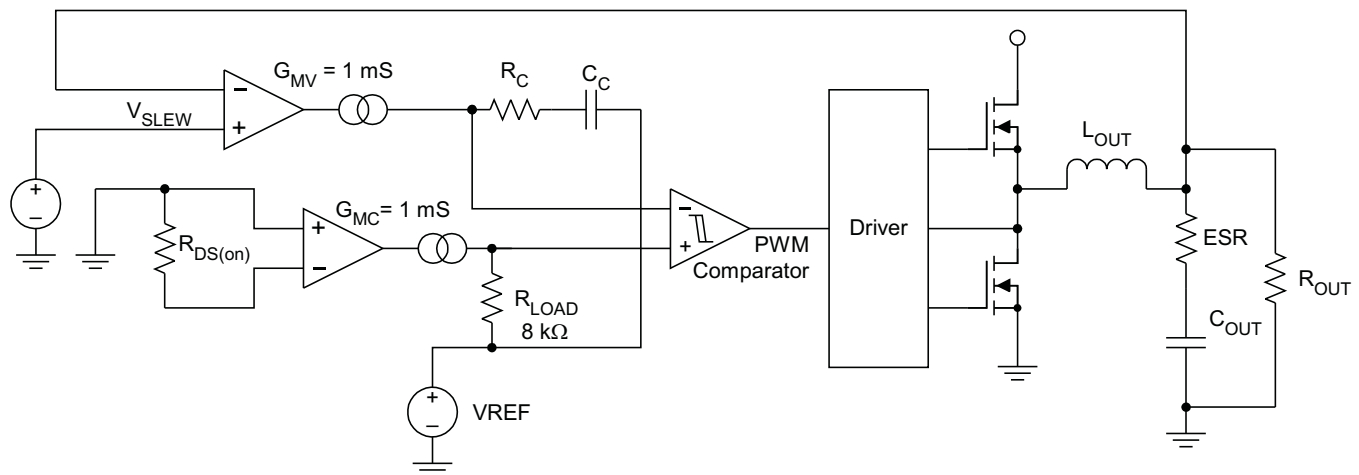 G_MV = 1 mS
R_C
C_C
V_SLEW
−
+
+
−
G_MC = 1 mS
R_DS(on)
+
−
+
−
R_LOAD
8 kΩ
VREF
+
−
PWM
Comparator
Driver
L_OUT
ESR
C_OUT
R_OUT